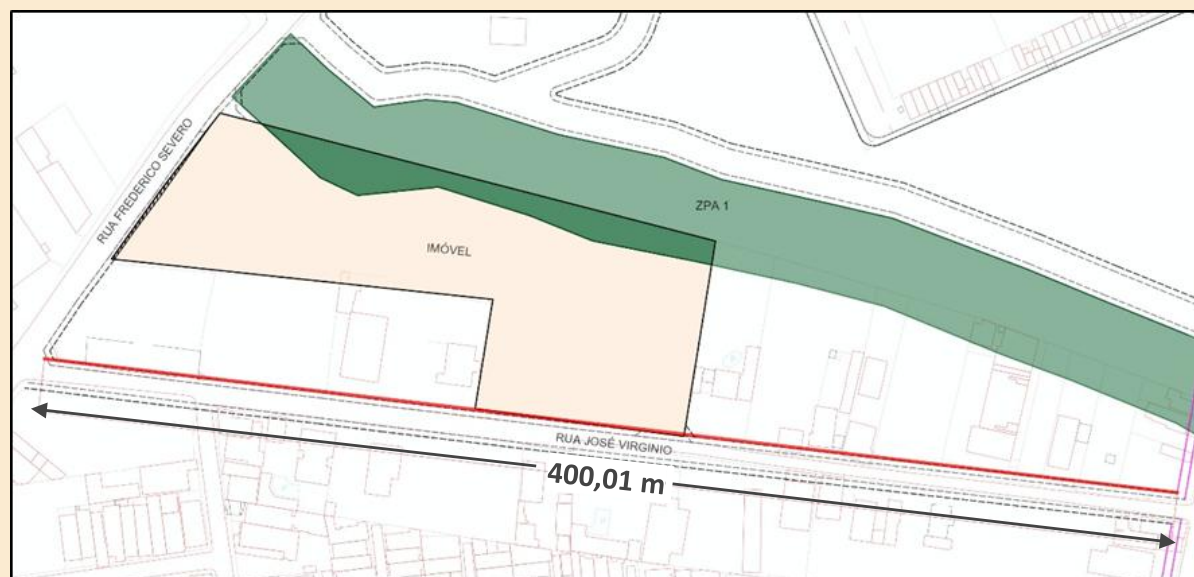 RUA FREDERICO SEVERO
ZPA 1
IMÓVEL
RUA JOSÉ VIRGINIO
400,01 m